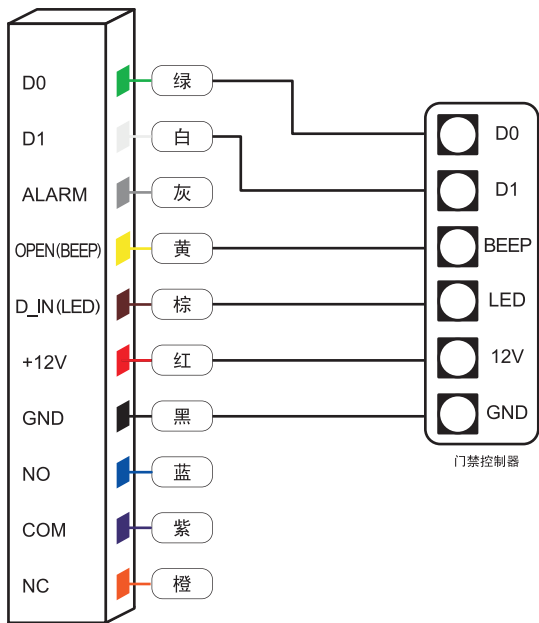 D0 绿
D1 白
ALARM 灰
OPEN(BEEP) 黄
D_IN(LED) 棕
+12V 红
GND 黑
NO 蓝
COM 紫
NC 橙
D0
D1
BEEP
LED
12V
GND
门禁控制器